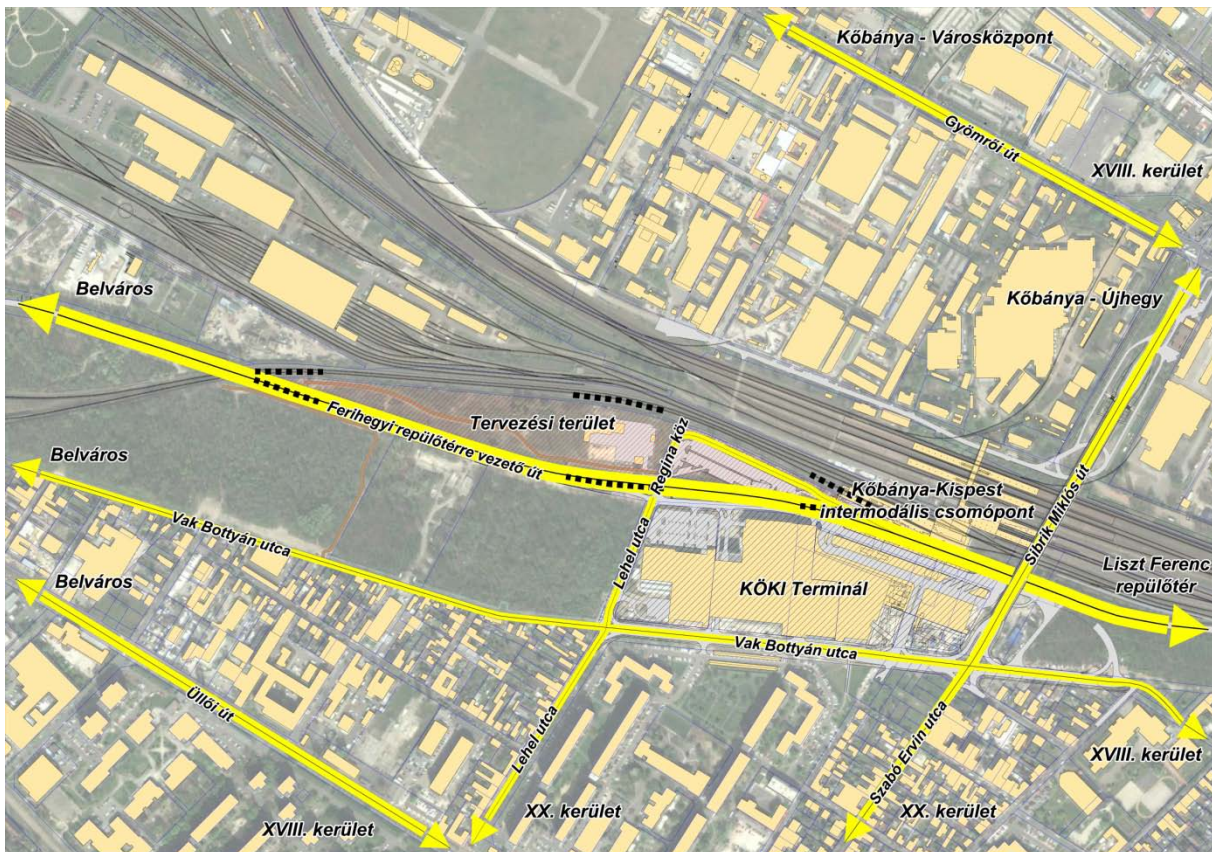 Kőbánya - Városközpont
Gyömrői út
XVIII. kerület
Belváros
Kőbánya - Újhegy
Ferihegyi repülőtérre vezető út
Tervezési terület
Regina köz
Belváros
Kőbánya-Kispest
intermodális csomópont
Sibrik Miklós út
Vak Bottyán utca
Lehel utca
Liszt Ferenc
repülőtér
Belváros
KÖKI Terminál
Vak Bottyán utca
Üllői út
Lehel utca
Szabó Ervin utca
XVIII. kerület
XX. kerület
XX. kerület
XVIII. kerület